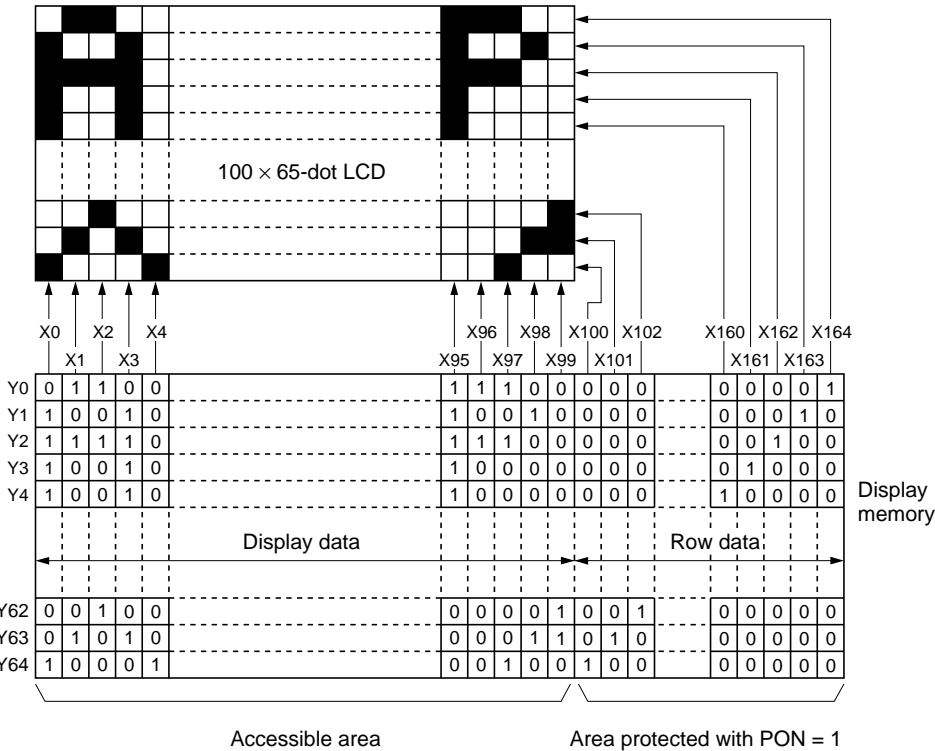 100 × 65-dot LCD
X0 X2 X4 X96 X98 X100 X102 X160 X162 X164
X1 X3 X95 X97 X99 X101 X161 X163
Y0 0 1 1 0 0 1 1 1 0 0 0 0 0 0 0 0 0 1
Y1 1 0 0 1 0 1 0 0 1 0 0 0 0 0 0 0 1 0
Y2 1 1 1 1 0 1 1 1 0 0 0 0 0 0 0 1 0 0
Y3 1 0 0 1 0 1 0 0 0 0 0 0 0 0 1 0 0 0
Y4 1 0 0 1 0 1 0 0 0 0 0 0 0 1 0 0 0 0
Display memory
Display data Row data
Y62 0 0 1 0 0 0 0 0 0 1 0 0 1 0 0 0 0 0
Y63 0 1 0 1 0 0 0 0 1 1 0 1 0 0 0 0 0 0
Y64 1 0 0 0 1 0 0 1 0 0 1 0 0 0 0 0 0 0
Accessible area Area protected with PON = 1